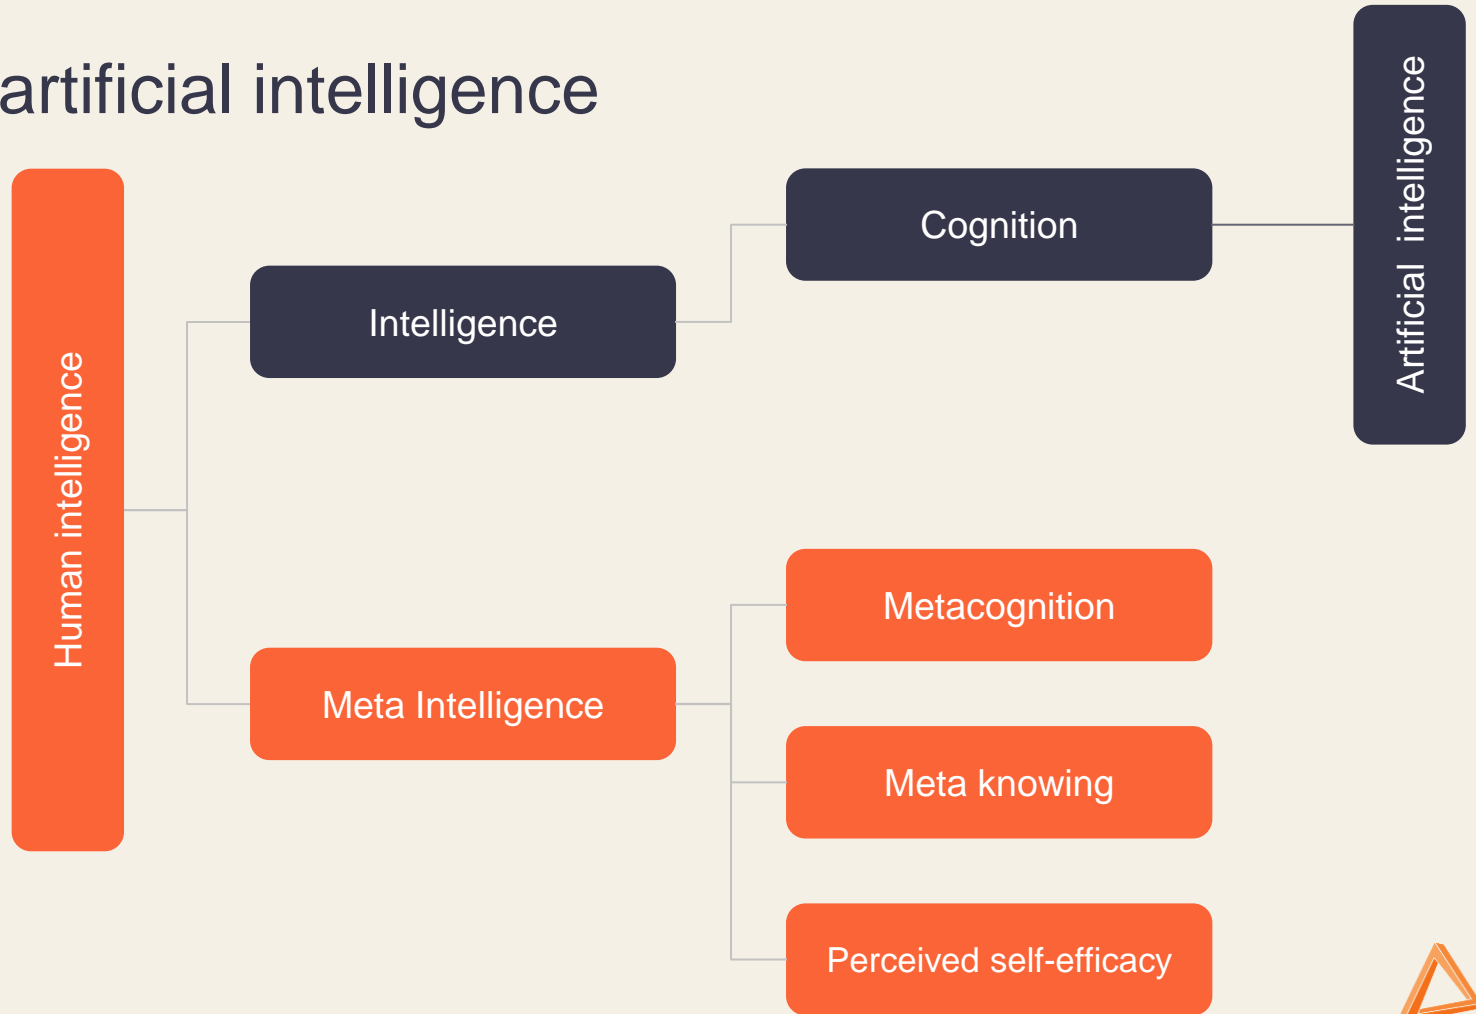 artificial intelligence
Human intelligence
Intelligence
Cognition
Artificial intelligence
Meta Intelligence
Metacognition
Meta knowing
Perceived self-efficacy